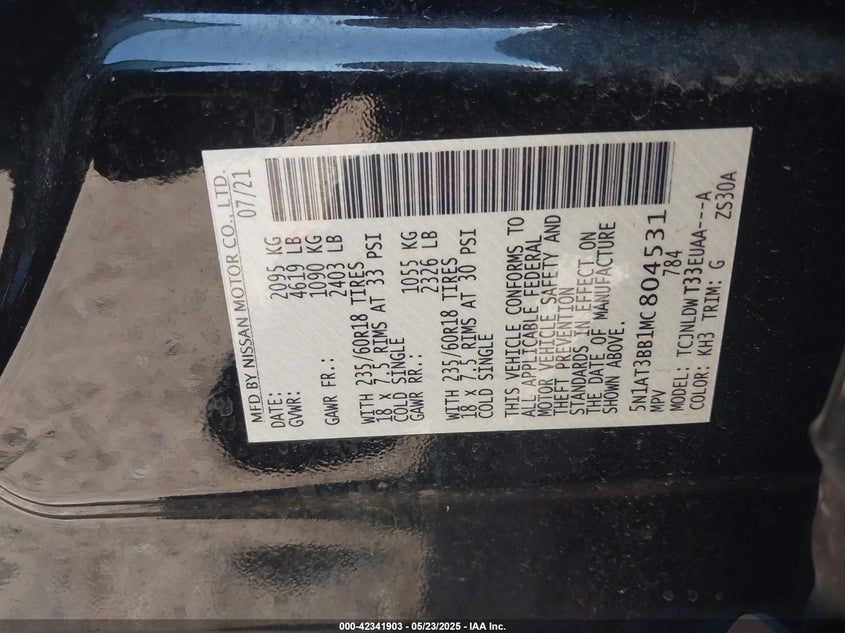 MFD BY NISSAN MOTOR CO., LTD.
DATE: 07/21
GVWR: 2095 KG
4619 LB
GAWR FR.: 1090 KG
2403 LB
WITH 235/60R18 TIRES
18 x 7.5 RIMS AT 33 PSI
COLD SINGLE
GAWR RR.: 1055 KG
2326 LB
WITH 235/60R18 TIRES
18 x 7.5 RIMS AT 30 PSI
COLD SINGLE
THIS VEHICLE CONFORMS TO
ALL APPLICABLE FEDERAL
MOTOR VEHICLE SAFETY AND
THEFT PREVENTION
STANDARDS IN EFFECT ON
THE DATE OF MANUFACTURE
SHOWN ABOVE.
5N1AT3BB1MC804531
MPV 784
MODEL: TCJNLDW T33EUAA---A
COLOR: KH3 TRIM: G ZS30A
000-42341903 - 05/23/2025 - IAA Inc.